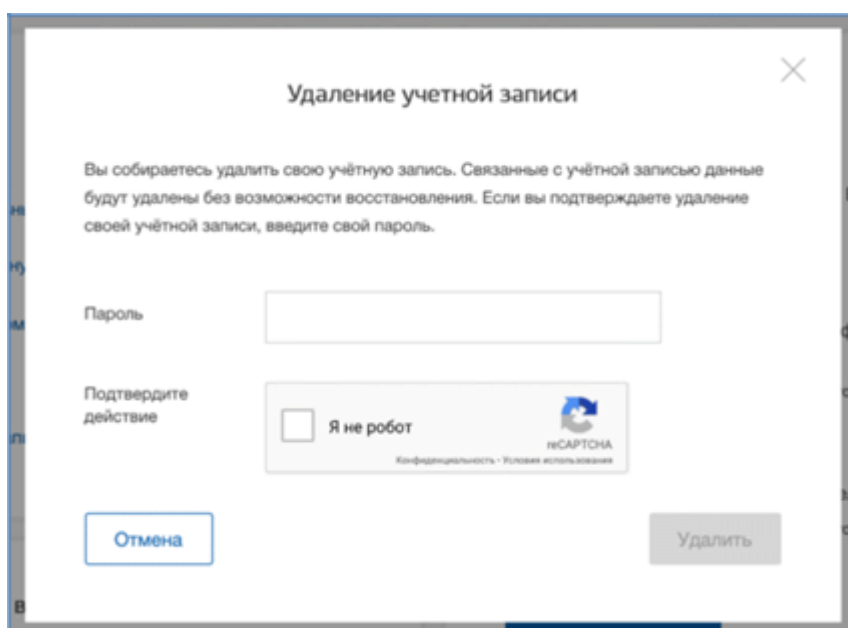 Удаление учетной записи
Вы собираетесь удалить свою учётную запись. Связанные с учётной записью данные
будут удалены без возможности восстановления. Если вы подтверждаете удаление
своей учётной записи, введите свой пароль.
Пароль
Подтвердите
действие
Я не робот
reCAPTCHA
Конфиденциальность - Условия использования
Отмена
Удалить